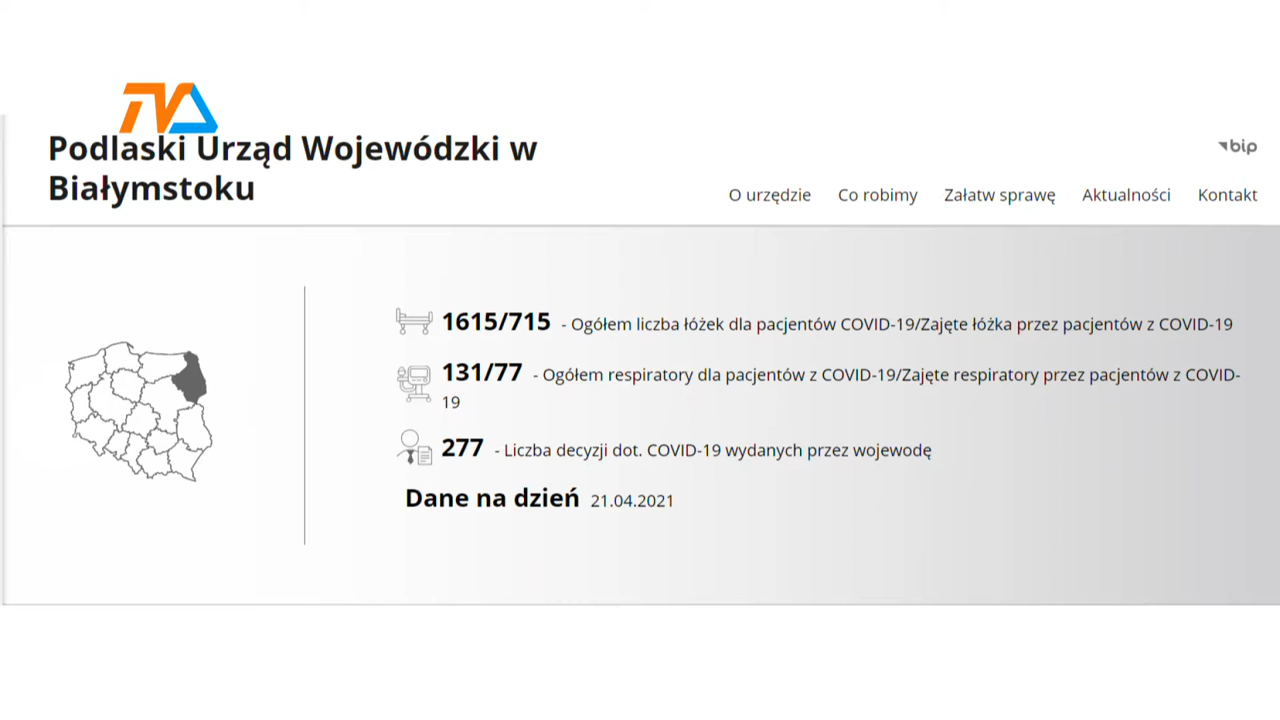 TVA
Podlaski Urząd Wojewódzki w
Białymstoku
bip
O urzędzie Co robimy Załatw sprawę Aktualności Kontakt
1615/715 - Ogółem liczba łóżek dla pacjentów COVID-19/Zajęte łóżka przez pacjentów z COVID-19
131/77 - Ogółem respiratory dla pacjentów z COVID-19/Zajęte respiratory przez pacjentów z COVID-
19
277 - Liczba decyzji dot. COVID-19 wydanych przez wojewodę
Dane na dzień 21.04.2021